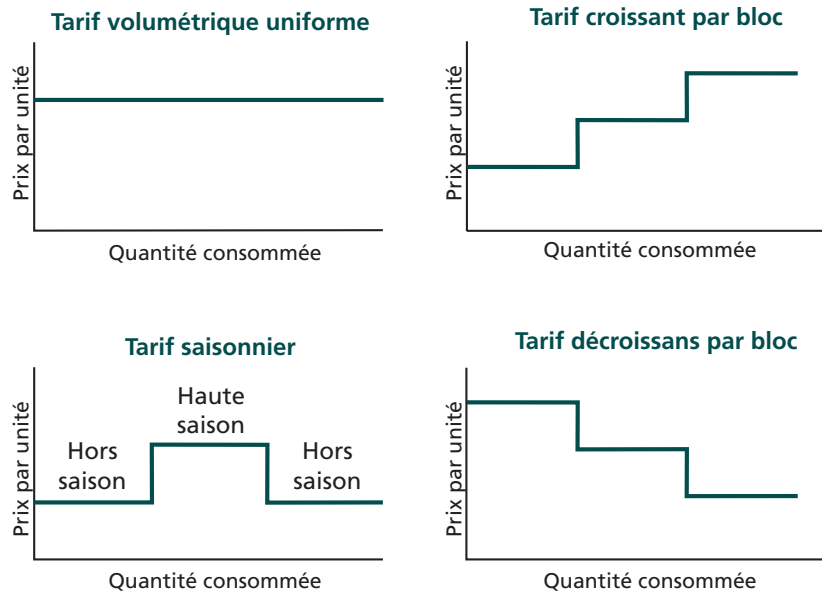 Tarif volumétrique uniforme
Prix par unité
Quantité consommée
Tarif croissant par bloc
Prix par unité
Quantité consommée
Tarif saisonnier
Prix par unité
Hors
saison
Haute
saison
Hors
saison
Quantité consommée
Tarif décroissans par bloc
Prix par unité
Quantité consommée